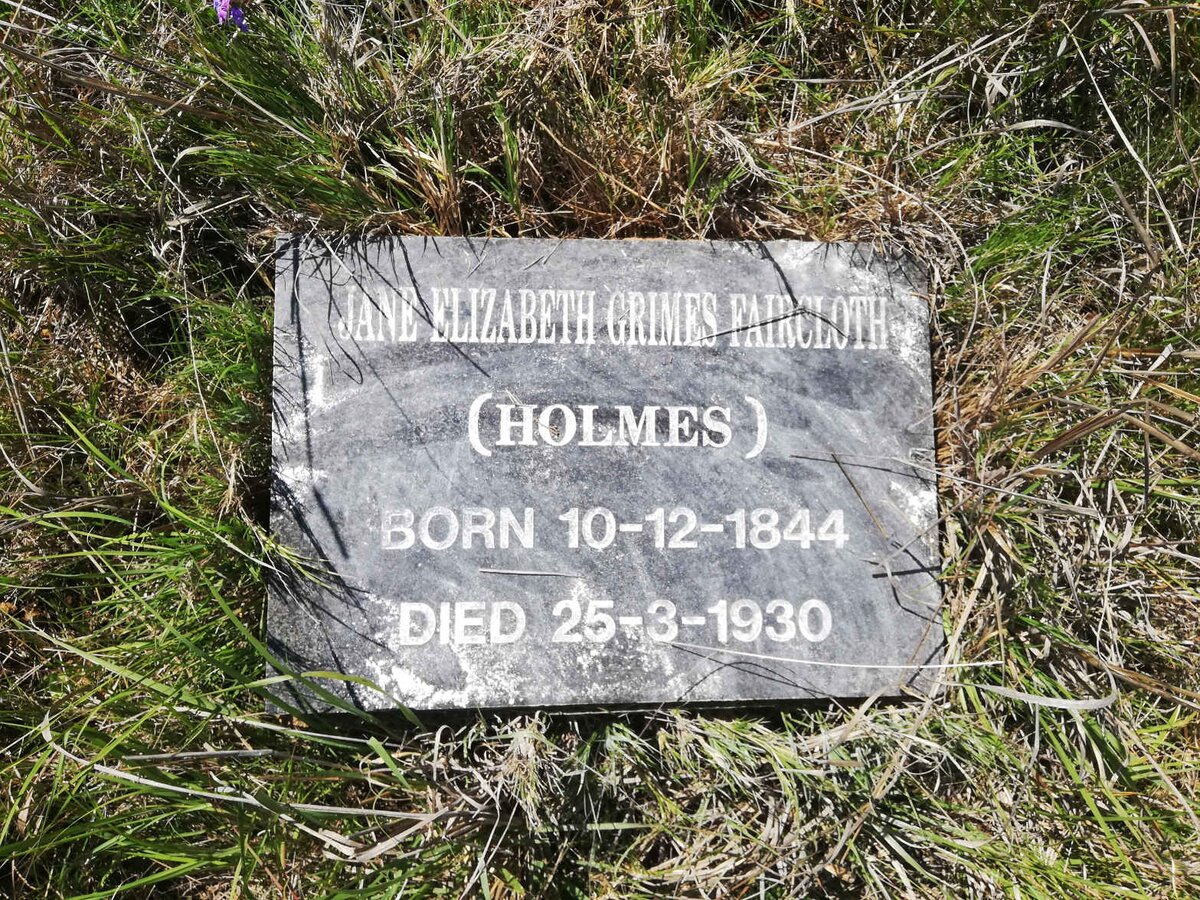 JANE ELIZABETH GRIMES FAIRCLOTH
(HOLMES)
BORN 10-12-1844
DIED 25-3-1930